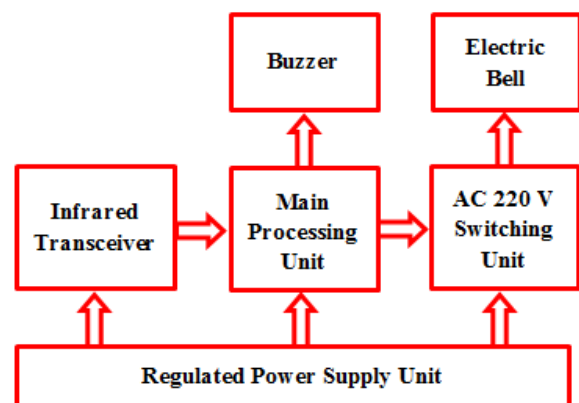 Buzzer
Electric
Bell
Infrared
Transceiver
Main
Processing
Unit
AC 220 V
Switching
Unit
Regulated Power Supply Unit